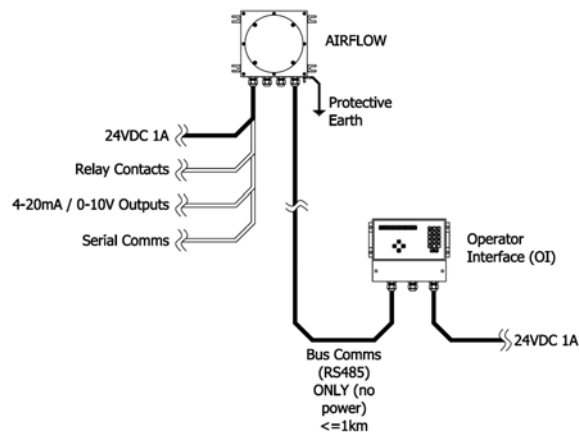 AIRFLOW
Protective
Earth
24VDC 1A
Relay Contacts
4-20mA / 0-10V Outputs
Serial Comms
Operator
Interface (OI)
24VDC 1A
Bus Comms
(RS485)
ONLY (no
power)
<=1km